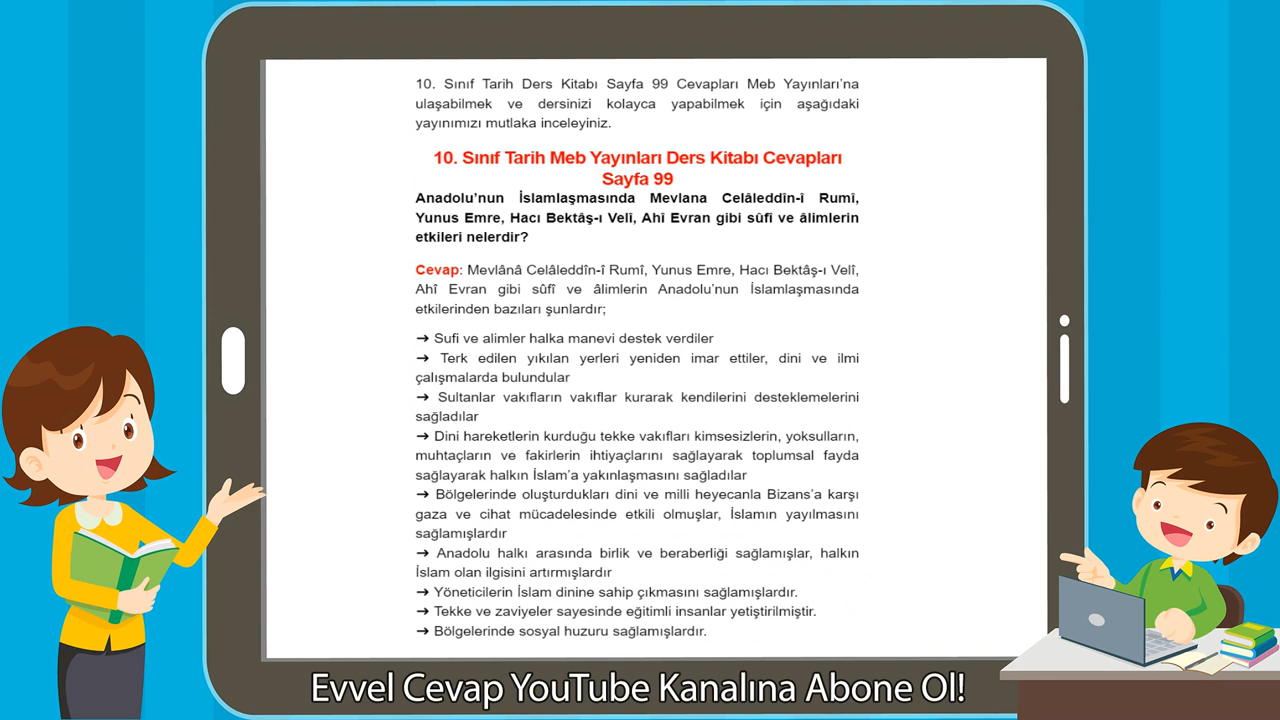 10. Sınıf Tarih Ders Kitabı Sayfa 99 Cevapları Meb Yayınları’na
ulaşabilmek ve dersinizi kolayca yapabilmek için aşağıdaki
yayınımızı mutlaka inceleyiniz.
10. Sınıf Tarih Meb Yayınları Ders Kitabı Cevapları
Sayfa 99
Anadolu’nun İslamlaşmasında Mevlana Celâleddîn-î Rumî,
Yunus Emre, Hacı Bektâş-ı Velî, Ahî Evran gibi sûfî ve âlimlerin
etkileri nelerdir?
Cevap: Mevlânâ Celâleddîn-î Rumî, Yunus Emre, Hacı Bektâş-ı Velî,
Ahî Evran gibi sûfî ve âlimlerin Anadolu’nun İslamlaşmasında
etkilerinden bazıları şunlardır;
➔ Sufi ve alimler halka manevi destek verdiler
➔ Terk edilen yıkılan yerleri yeniden imar ettiler, dini ve ilmi
çalışmalarda bulundular
➔ Sultanlar vakıfların vakıflar kurarak kendilerini desteklemelerini
sağladılar
➔ Dini hareketlerin kurduğu tekke vakıfları kimsesizlerin, yoksulların,
muhtaçların ve fakirlerin ihtiyaçlarını sağlayarak toplumsal fayda
sağlayarak halkın İslam’a yakınlaşmasını sağladılar
➔ Bölgelerinde oluşturdukları dini ve milli heyecanla Bizans’a karşı
gaza ve cihat mücadelesinde etkili olmuşlar, İslamın yayılmasını
sağlamışlardır
➔ Anadolu halkı arasında birlik ve beraberliği sağlamışlar, halkın
İslam olan ilgisini artırmışlardır
➔ Yöneticilerin İslam dinine sahip çıkmasını sağlamışlardır.
➔ Tekke ve zaviyeler sayesinde eğitimli insanlar yetiştirilmiştir.
➔ Bölgelerinde sosyal huzuru sağlamışlardır.
Evvel Cevap YouTube Kanalına Abone Ol!